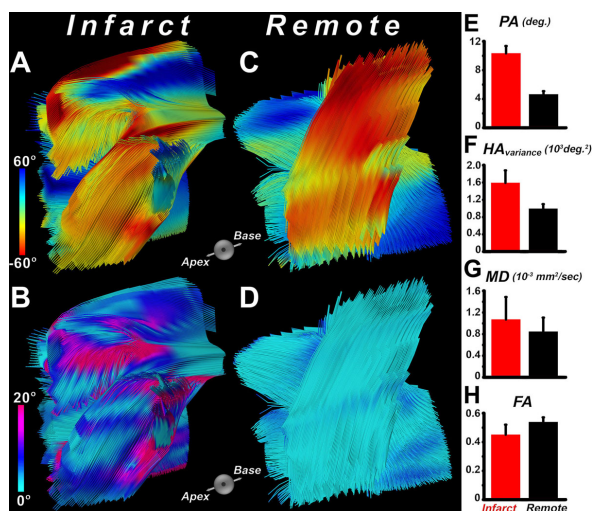 Infarct Remote
A
C
60°
-60°
Apex Base
B
D
20°
0°
Apex Base
E PA (deg.)
12
8
4
0
F HAvariance (10³deg.²)
2.0
1.6
1.2
0.8
0.4
0
G MD (10⁻³ mm²/sec)
1.6
1.2
0.8
0.4
0
H FA
0.6
0.4
0.2
0
Infarct Remote